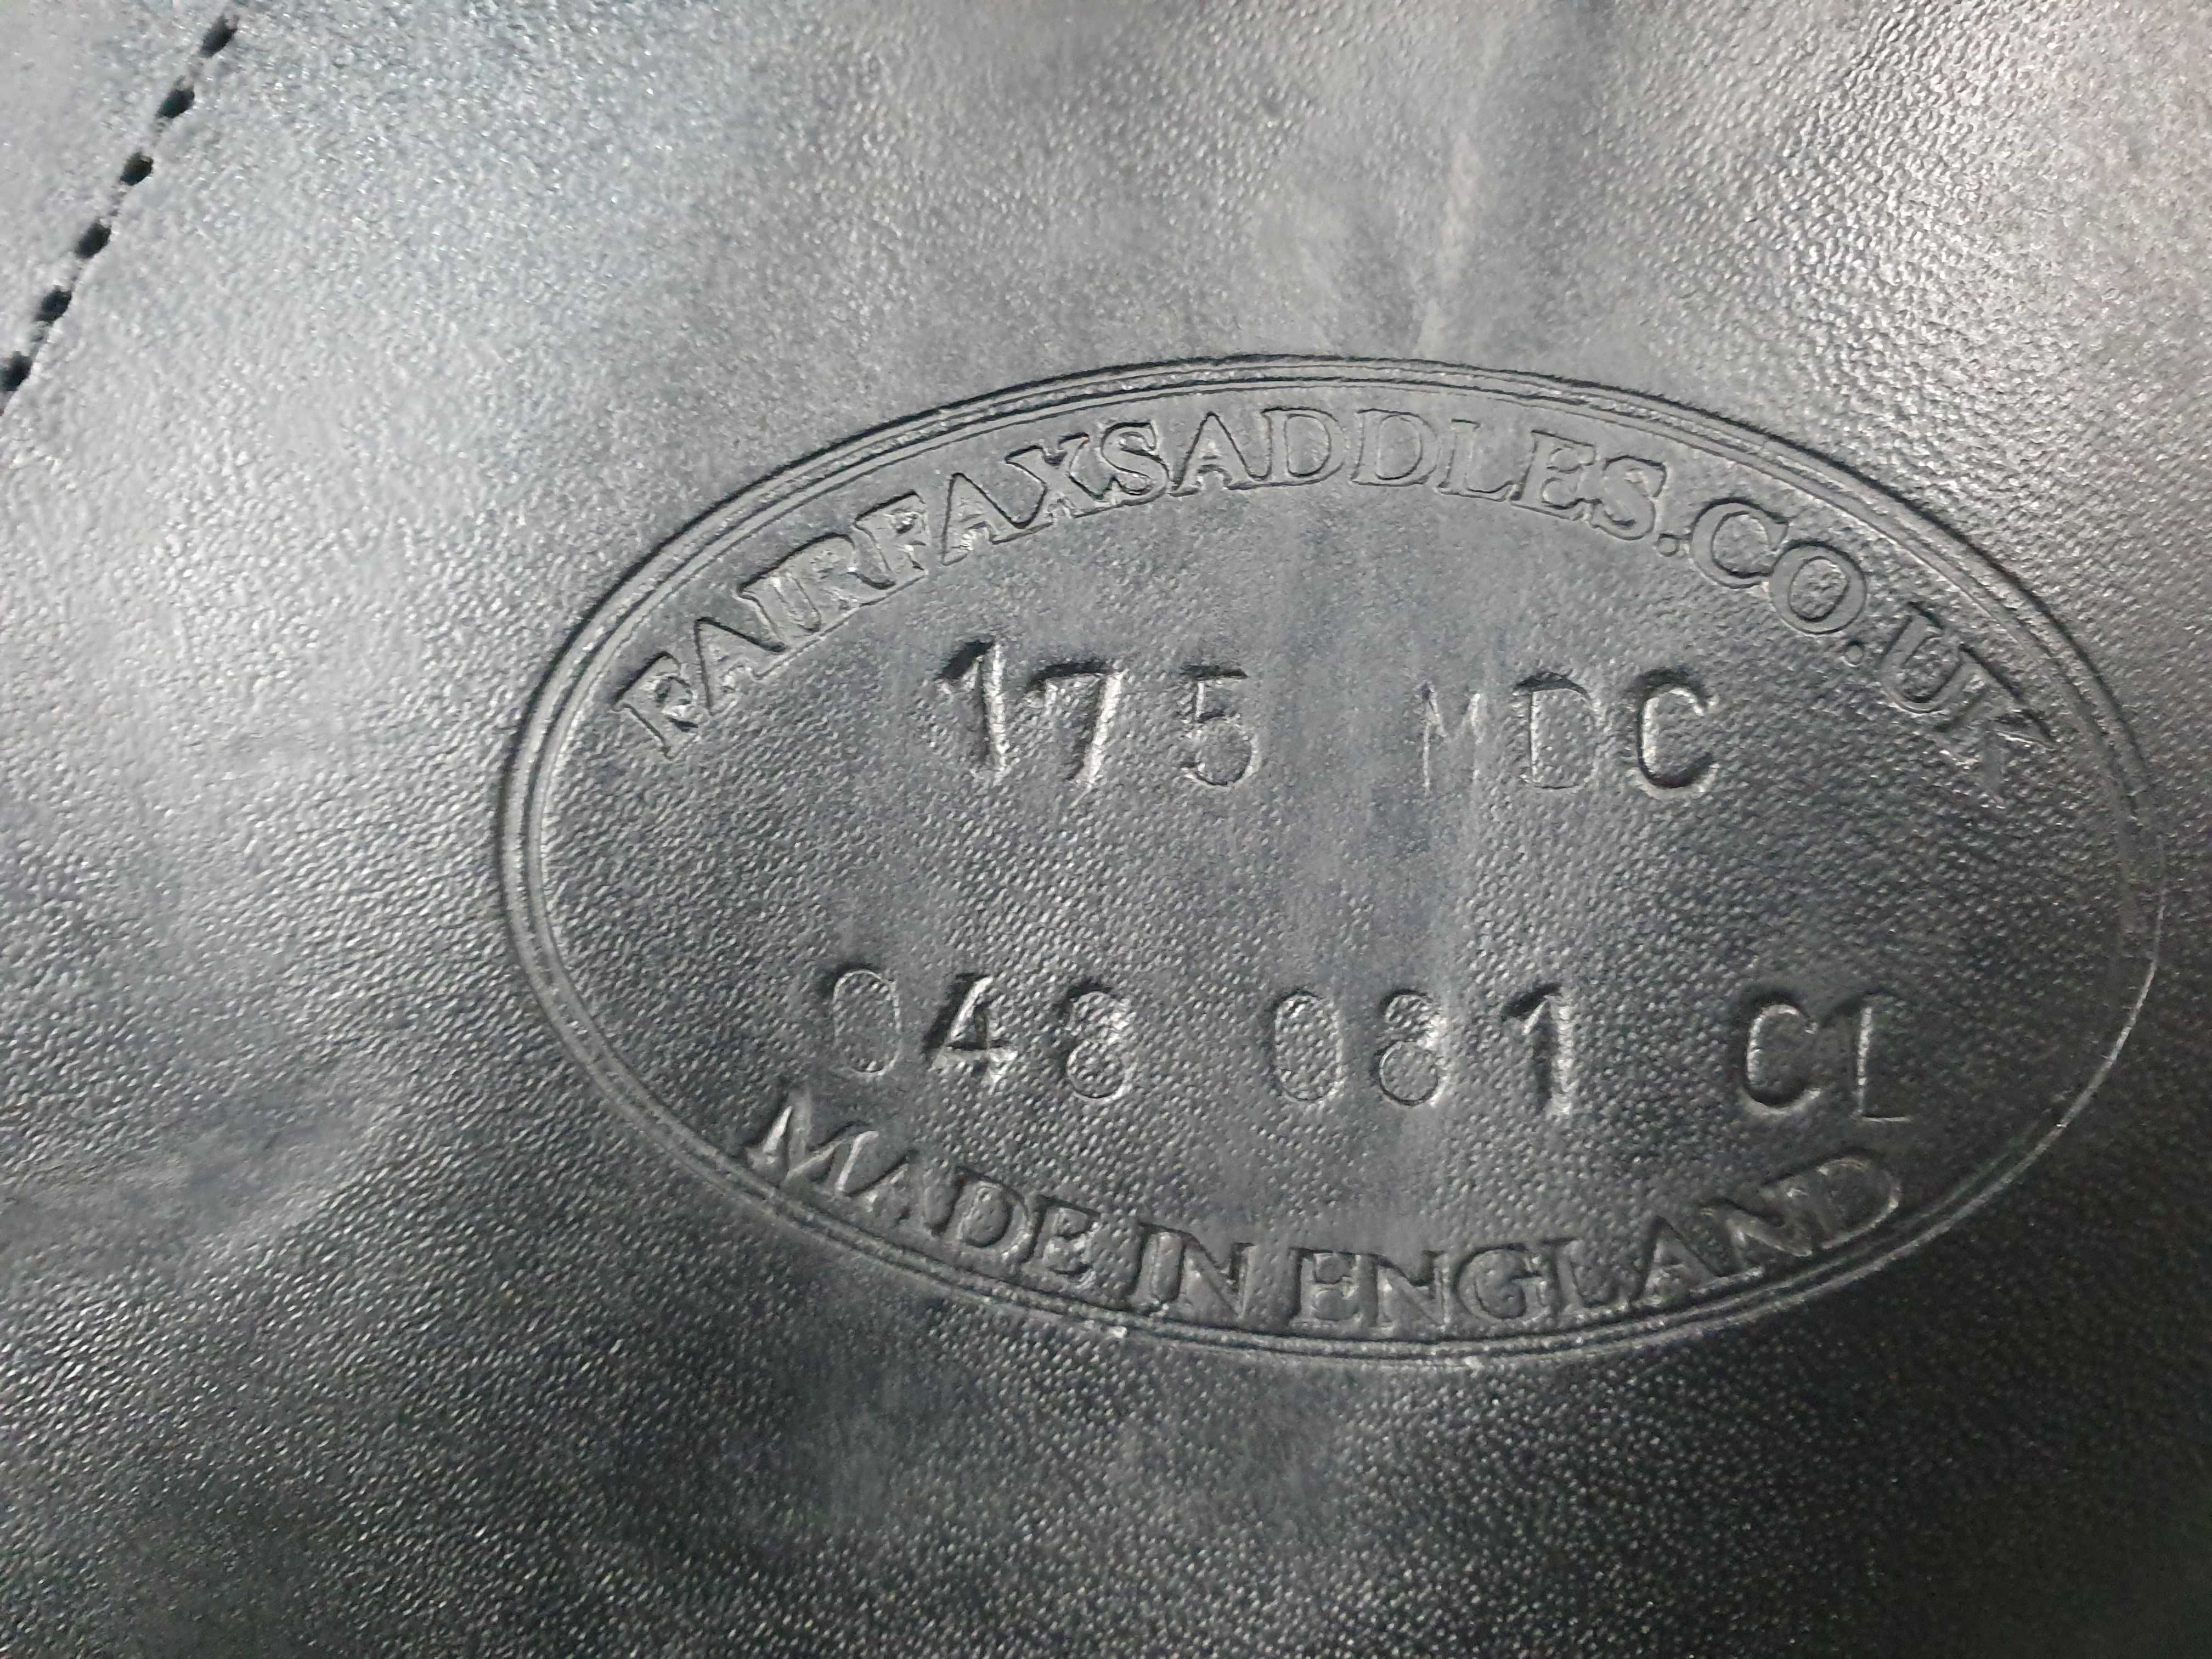 FAIRFAXSADDLES.CO.UK
175 MDC
048 081 CL
MADE IN ENGLAND